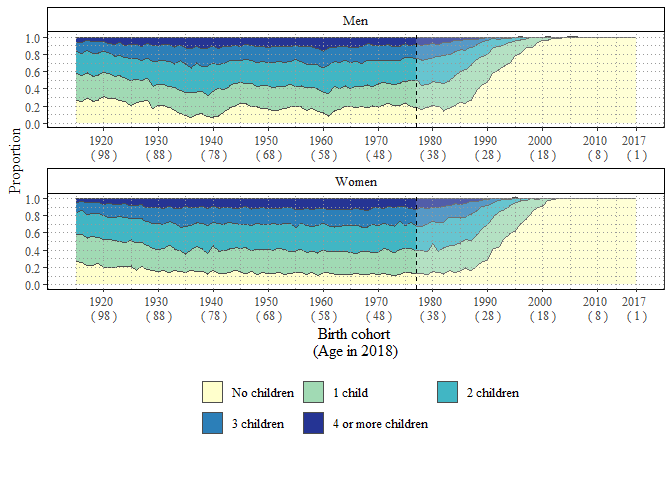 Men
1.0
0.8
0.6
0.4
0.2
0.0
1920 1930 1940 1950 1960 1970 1980 1990 2000 2010 2017
( 98) ( 88) ( 78) ( 68) ( 58) ( 48) ( 38) ( 28) ( 18) ( 8) ( 1)
Proportion
Women
1.0
0.8
0.6
0.4
0.2
0.0
1920 1930 1940 1950 1960 1970 1980 1990 2000 2010 2017
( 98) ( 88) ( 78) ( 68) ( 58) ( 48) ( 38) ( 28) ( 18) ( 8) ( 1)
Birth cohort
(Age in 2018)
No children 1 child 2 children
3 children 4 or more children